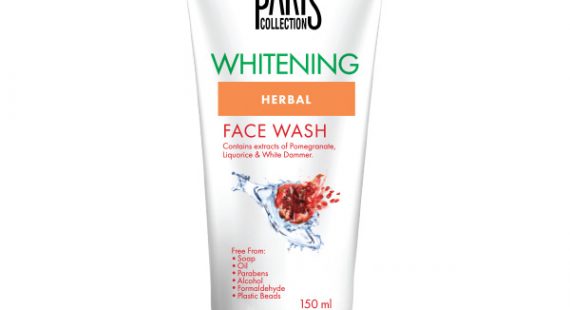 PARIS
COLLECTION
WHITENING
HERBAL
FACE WASH
Contains extracts of Pomegranate,
Liquorice & White Dammer.
Free From:
• Soap
• Oil
• Parabens
• Alcohol
• Formaldehyde
• Plastic Beads
150 ml